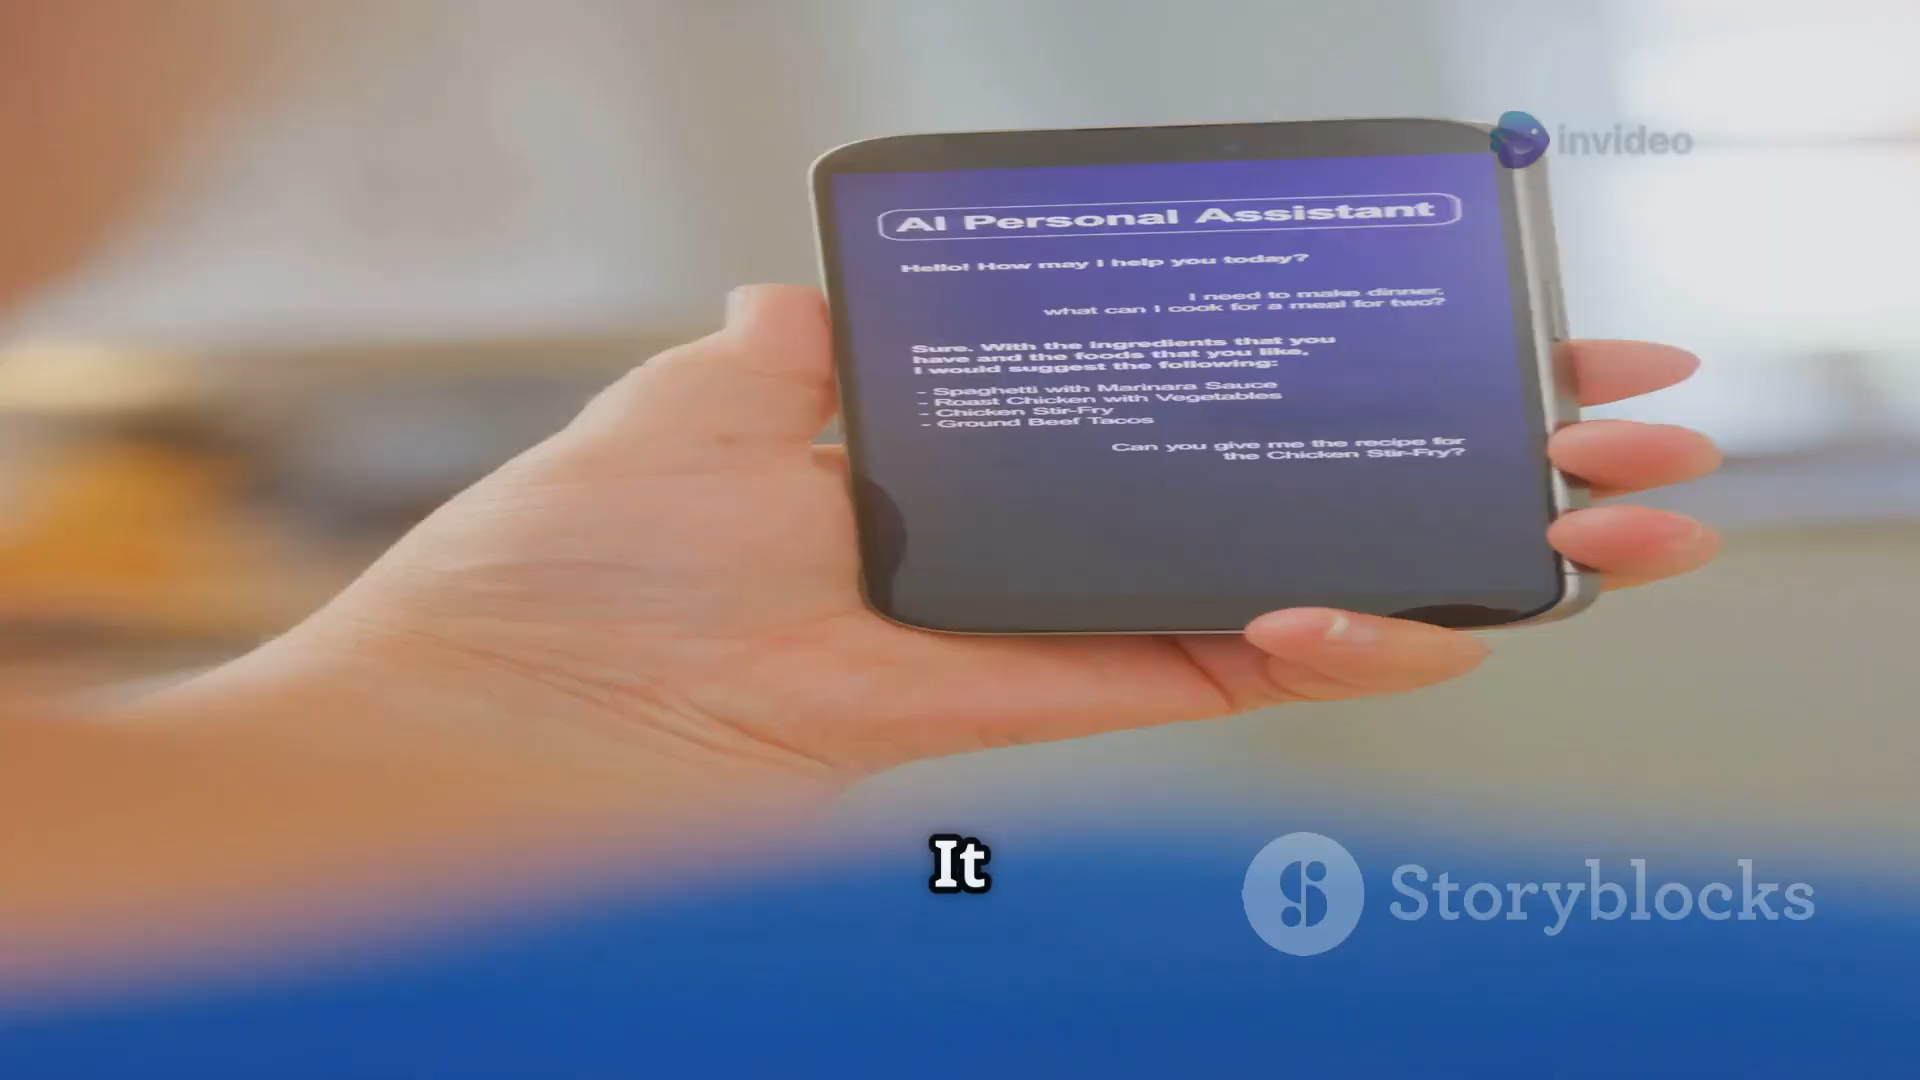 invideo
AI Personal Assistant
Hello! How may I help you today?
I need to make dinner,
what can I cook for a meal for two?
Sure. With the ingredients that you
have and the foods that you like,
I would suggest the following:
- Spaghetti with Marinara Sauce
- Roast Chicken with Vegetables
- Chicken Stir-Fry
- Ground Beef Tacos
Can you give me the recipe for
the Chicken Stir-Fry?
It
Storyblocks